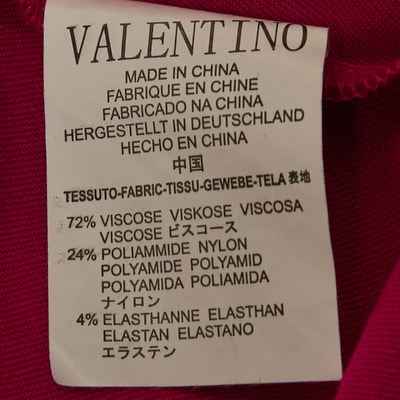 VALENTINO
MADE IN CHINA
FABRIQUE EN CHINE
FABRICADO NA CHINA
HERGESTELLT IN DEUTSCHLAND
HECHO EN CHINA
中国
TESSUTO-FABRIC-TISSU-GEWEBE-TELA 表地
72% VISCOSE VISKOSE VISCOSA
VISCOSE ビスコース
24% POLIAMMIDE NYLON
POLYAMIDE POLYAMID
POLYAMIDA POLIAMIDA
ナイロン
4% ELASTHANNE ELASTHAN
ELASTAN ELASTANO
エラステン